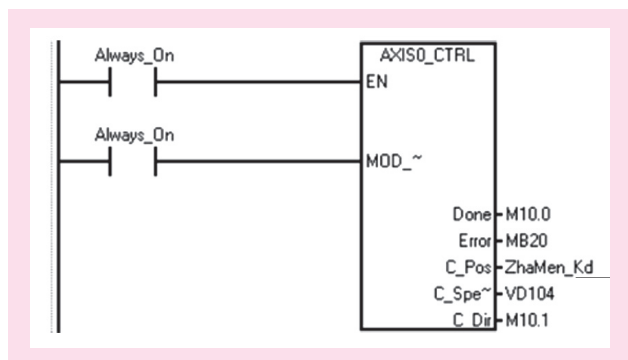 Always_On
AXIS0_CTRL
EN
Always_On
MOD_~
Done M10.0
Error MB20
C_Pos ZhaMen_Kd
C_Spe~ VD104
C_Dir M10.1